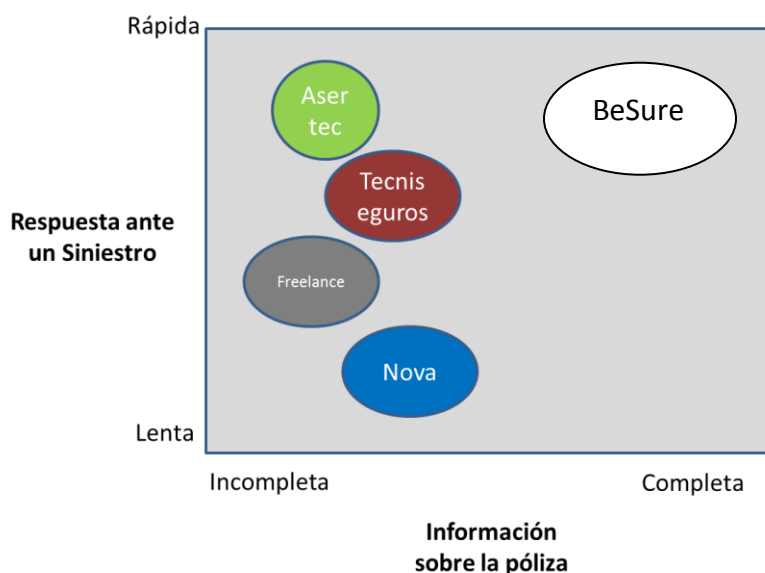 Rápida
Aser
tec
BeSure
Tecnis
eguros
Respuesta ante
un Siniestro
Freelance
Nova
Lenta
Incompleta
Completa
Información
sobre la póliza